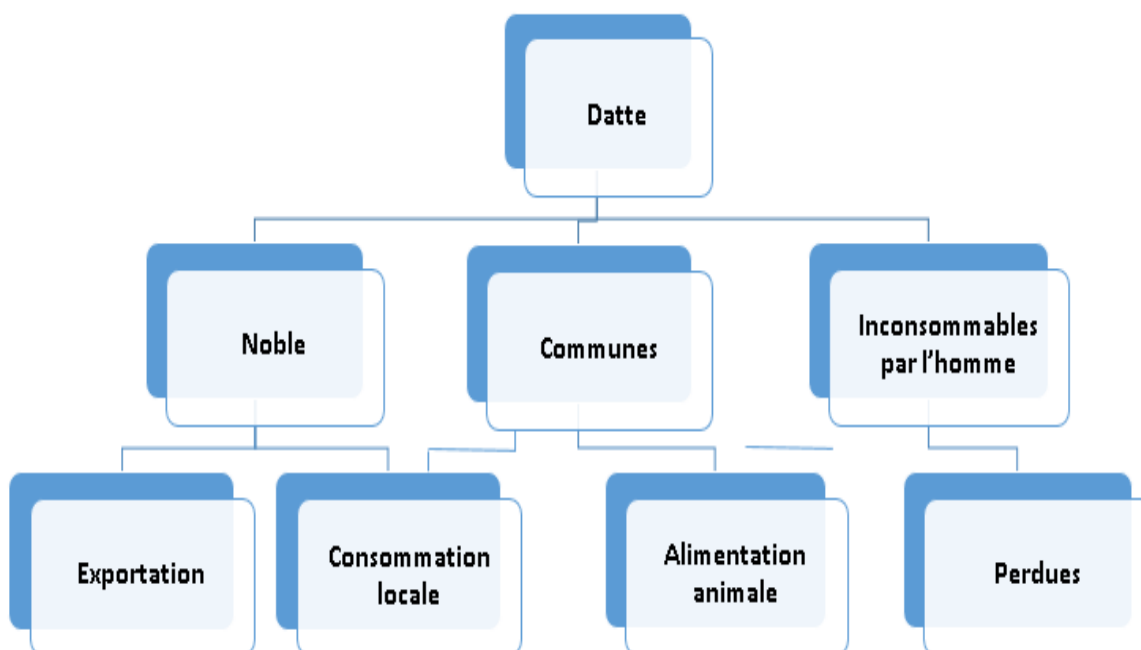 Datte
Noble
Communes
Inconsommables
par l'homme
Exportation
Consommation
locale
Alimentation
animale
Perdues